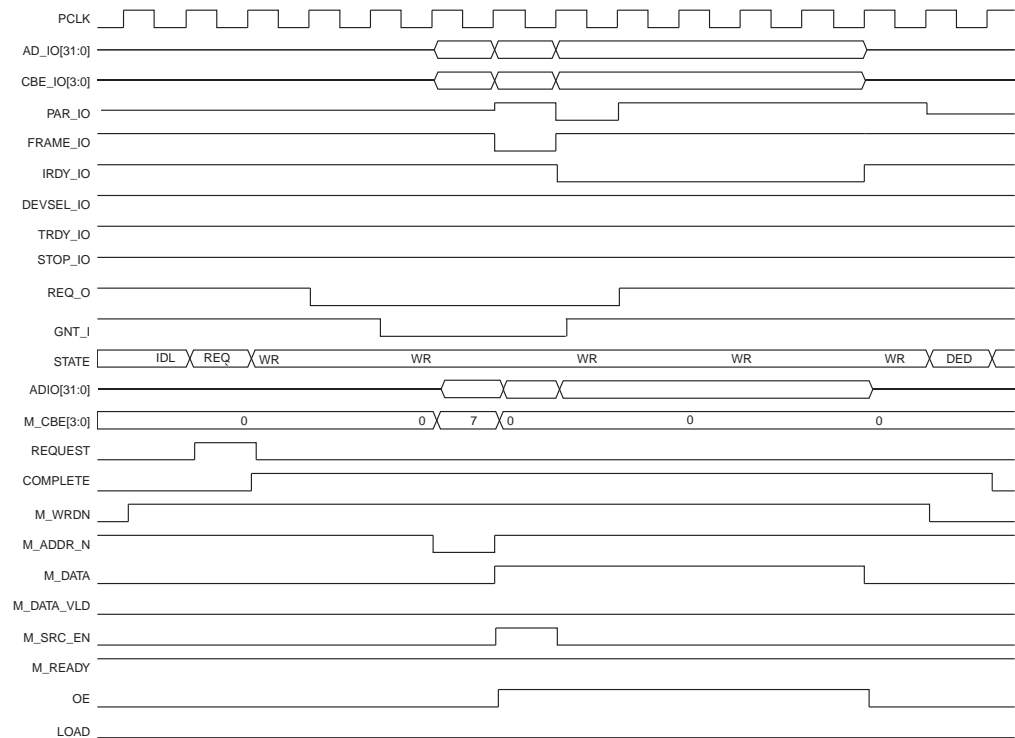 PCLK
AD_IO[31:0]
CBE_IO[3:0]
PAR_IO
FRAME_IO
IRDY_IO
DEVSEL_IO
TRDY_IO
STOP_IO
REQ_O
GNT_I
STATE IDL REQ WR WR WR WR WR DED
ADIO[31:0]
M_CBE[3:0] 0 0 7 0 0 0
REQUEST
COMPLETE
M_WRDN
M_ADDR_N
M_DATA
M_DATA_VLD
M_SRC_EN
M_READY
OE
LOAD